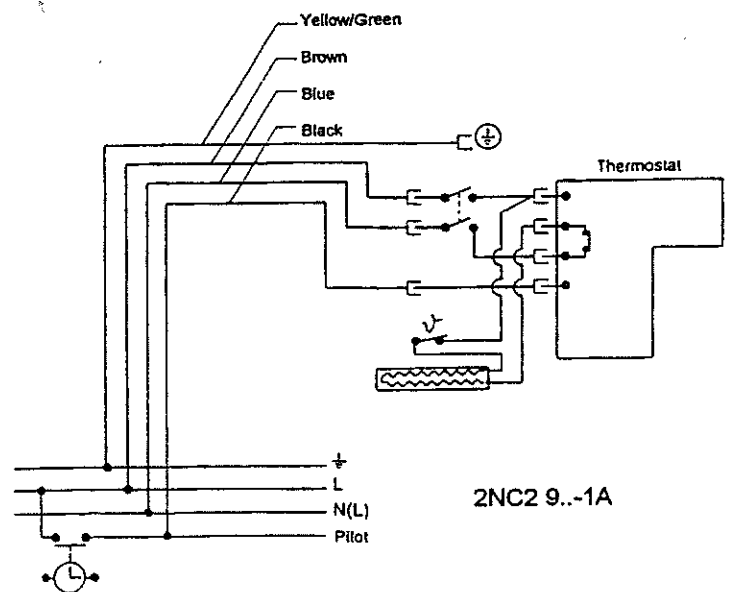 Yellow/Green
Brown
Blue
Black
Thermostat
L
N(L)
Pilot
2NC2 9..-1A